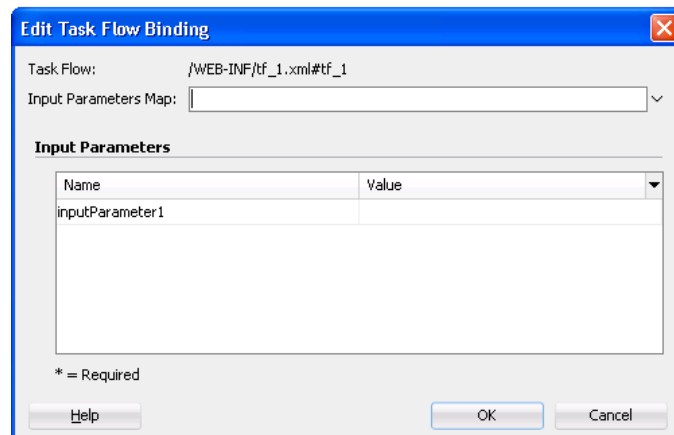 Edit Task Flow Binding
Task Flow: /WEB-INF/tf_1.xml#tf_1
Input Parameters Map:
Input Parameters
Name Value
inputParameter1
* = Required
Help OK Cancel